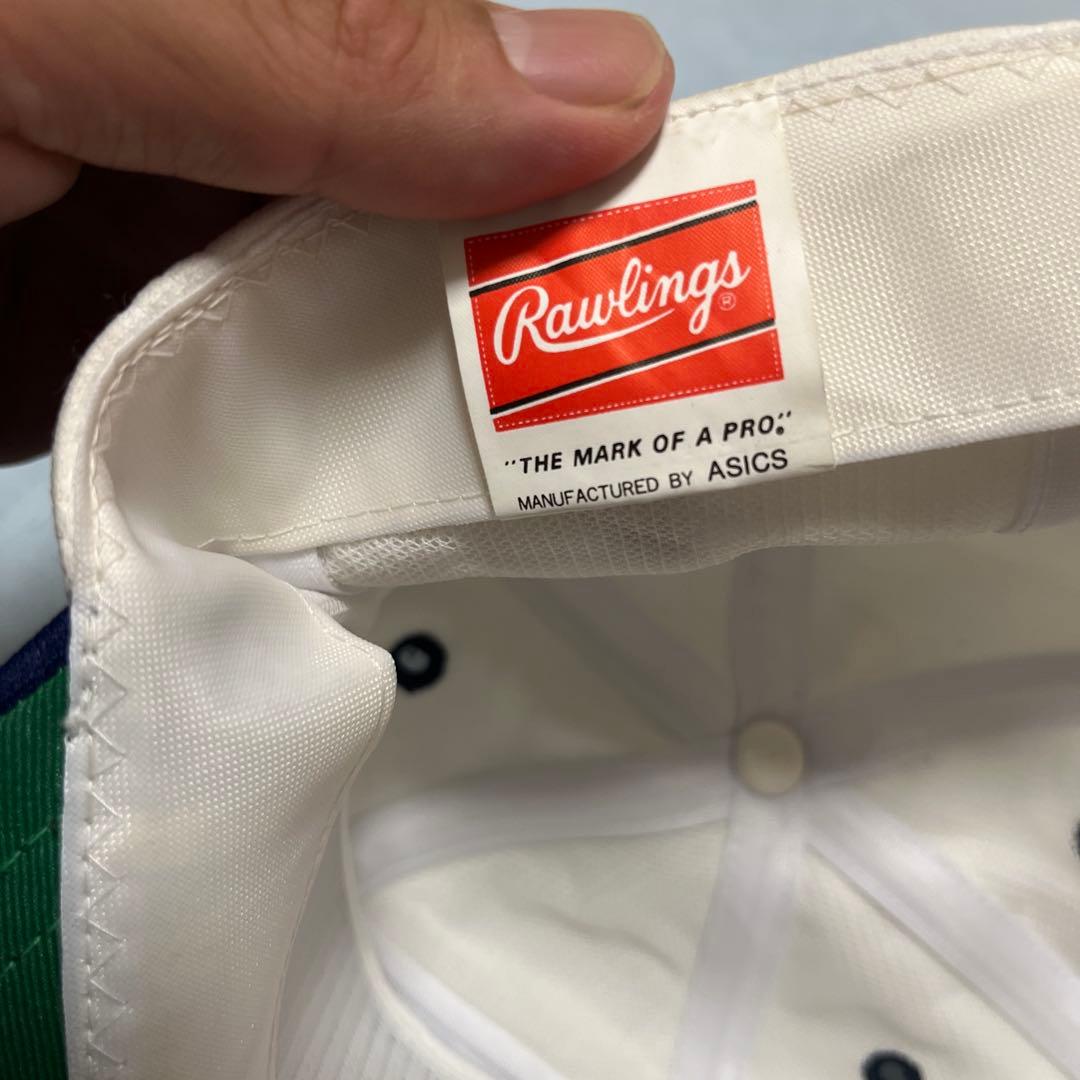 Rawlings®
"THE MARK OF A PRO."®
MANUFACTURED BY ASICS